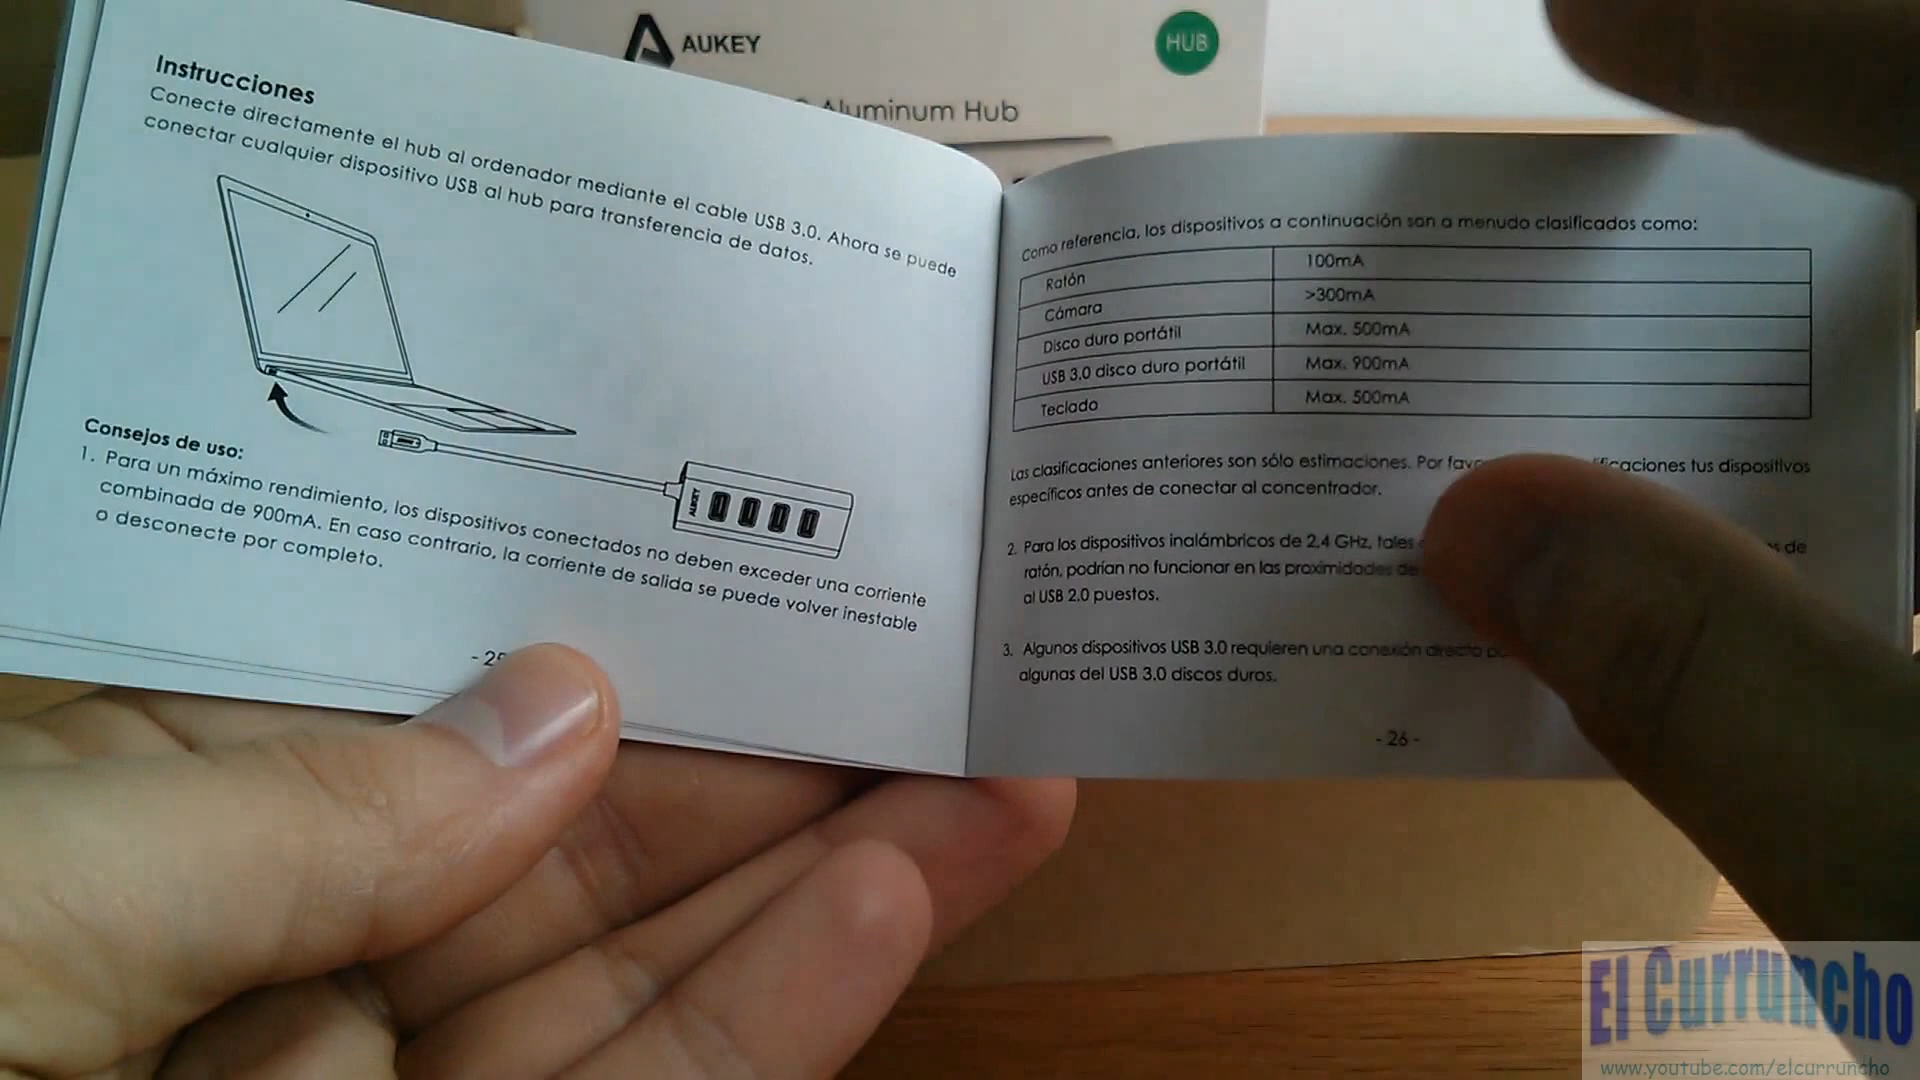 AUKEY
HUB
Aluminum Hub
Instrucciones
Conecte directamente el hub al ordenador mediante el cable USB 3.0. Ahora se puede
conectar cualquier dispositivo USB al hub para transferencia de datos.
AUKEY
Consejos de uso:
1. Para un máximo rendimiento, los dispositivos conectados no deben exceder una corriente
combinada de 900mA. En caso contrario, la corriente de salida se puede volver inestable
o desconecte por completo.
Como referencia, los dispositivos a continuación son a menudo clasificados como:
Ratón 100mA
Cámara >300mA
Disco duro portátil Max. 500mA
USB 3.0 disco duro portátil Max. 900mA
Teclado Max. 500mA
Las clasificaciones anteriores son sólo estimaciones. Por tus dispositivos
específicos antes de conectar al concentrador.
2. Para los dispositivos inalámbricos de 2,4 GHz, tales de
ratón, podrían no funcionar en las proximidades de
al USB 2.0 puestos.
3. Algunos dispositivos USB 3.0 requieren una conexión directa
algunas del USB 3.0 discos duros.
- 26 -
El Curruncho
www.youtube.com/elcurruncho